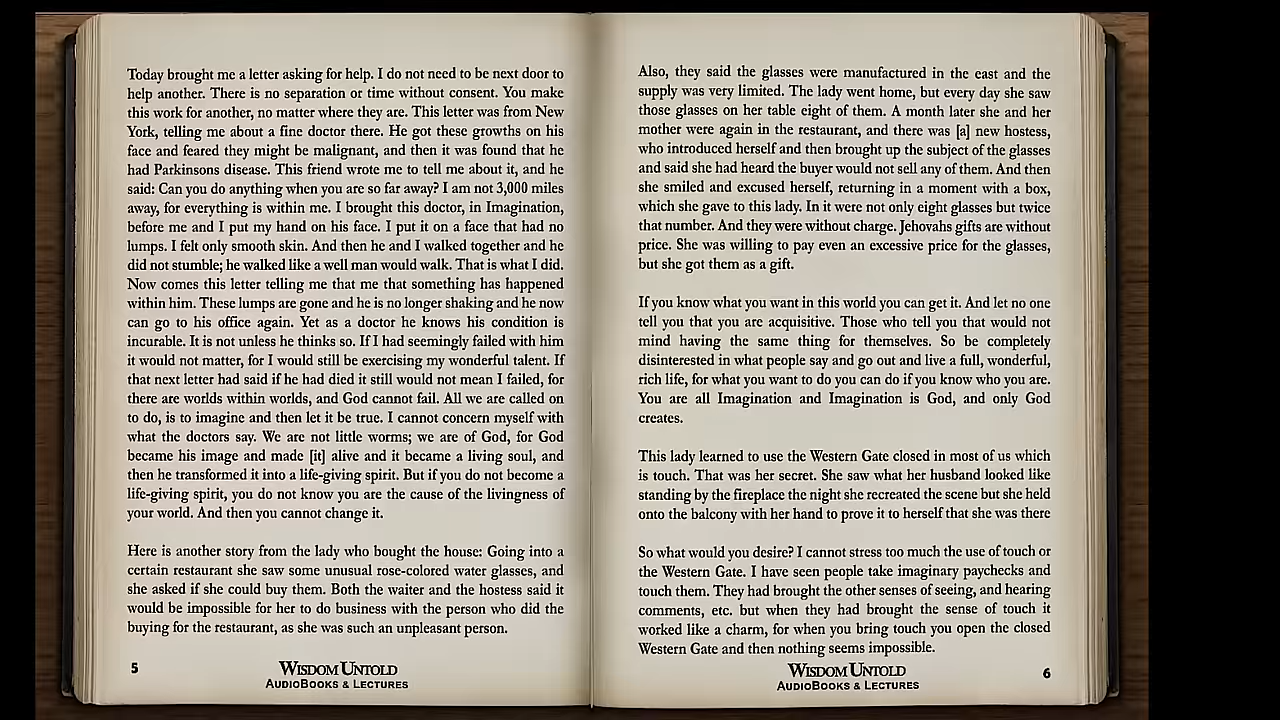 Today brought me a letter asking for help. I do not need to be next door to
help another. There is no separation or time without consent. You make
this work for another, no matter where they are. This letter was from New
York, telling me about a fine doctor there. He got these growths on his
face and feared they might be malignant, and then it was found that he
had Parkinsons disease. This friend wrote me to tell me about it, and he
said: Can you do anything when you are so far away? I am not 3,000 miles
away, for everything is within me. I brought this doctor, in Imagination,
before me and I put my hand on his face. I put it on a face that had no
lumps. I felt only smooth skin. And then he and I walked together and he
did not stumble; he walked like a well man would walk. That is what I did.
Now comes this letter telling me that me that something has happened
within him. These lumps are gone and he is no longer shaking and he now
can go to his office again. Yet as a doctor he knows his condition is
incurable. It is not unless he thinks so. If I had seemingly failed with him
it would not matter, for I would still be exercising my wonderful talent. If
that next letter had said if he had died it still would not mean I failed, for
there are worlds within worlds, and God cannot fail. All we are called on
to do, is to imagine and then let it be true. I cannot concern myself with
what the doctors say. We are not little worms; we are of God, for God
became his image and made [it] alive and it became a living soul, and
then he transformed it into a life-giving spirit. But if you do not become a
life-giving spirit, you do not know you are the cause of the livingness of
your world. And then you cannot change it.
Here is another story from the lady who bought the house: Going into a
certain restaurant she saw some unusual rose-colored water glasses, and
she asked if she could buy them. Both the waiter and the hostess said it
would be impossible for her to do business with the person who did the
buying for the restaurant, as she was such an unpleasant person.
5
WISDOM UNTOLD
AUDIOBOOKS & LECTURES
Also, they said the glasses were manufactured in the east and the
supply was very limited. The lady went home, but every day she saw
those glasses on her table eight of them. A month later she and her
mother were again in the restaurant, and there was [a] new hostess,
who introduced herself and then brought up the subject of the glasses
and said she had heard the buyer would not sell any of them. And then
she smiled and excused herself, returning in a moment with a box,
which she gave to this lady. In it were not only eight glasses but twice
that number. And they were without charge. Jehovahs gifts are without
price. She was willing to pay even an excessive price for the glasses,
but she got them as a gift.
If you know what you want in this world you can get it. And let no one
tell you that you are acquisitive. Those who tell you that would not
mind having the same thing for themselves. So be completely
disinterested in what people say and go out and live a full, wonderful,
rich life, for what you want to do you can do if you know who you are.
You are all Imagination and Imagination is God, and only God
creates.
This lady learned to use the Western Gate closed in most of us which
is touch. That was her secret. She saw what her husband looked like
standing by the fireplace the night she recreated the scene but she held
onto the balcony with her hand to prove it to herself that she was there
So what would you desire? I cannot stress too much the use of touch or
the Western Gate. I have seen people take imaginary paychecks and
touch them. They had brought the other senses of seeing, and hearing
comments, etc. but when they had brought the sense of touch it
worked like a charm, for when you bring touch you open the closed
Western Gate and then nothing seems impossible.
WISDOM UNTOLD
AUDIOBOOKS & LECTURES
6